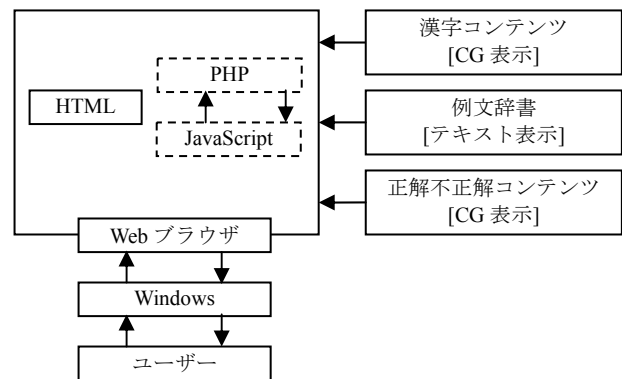 漢字コンテンツ
[CG 表示]
PHP
HTML
例文辞書
[テキスト表示]
JavaScript
正解不正解コンテンツ
[CG 表示]
Web ブラウザ
Windows
ユーザー